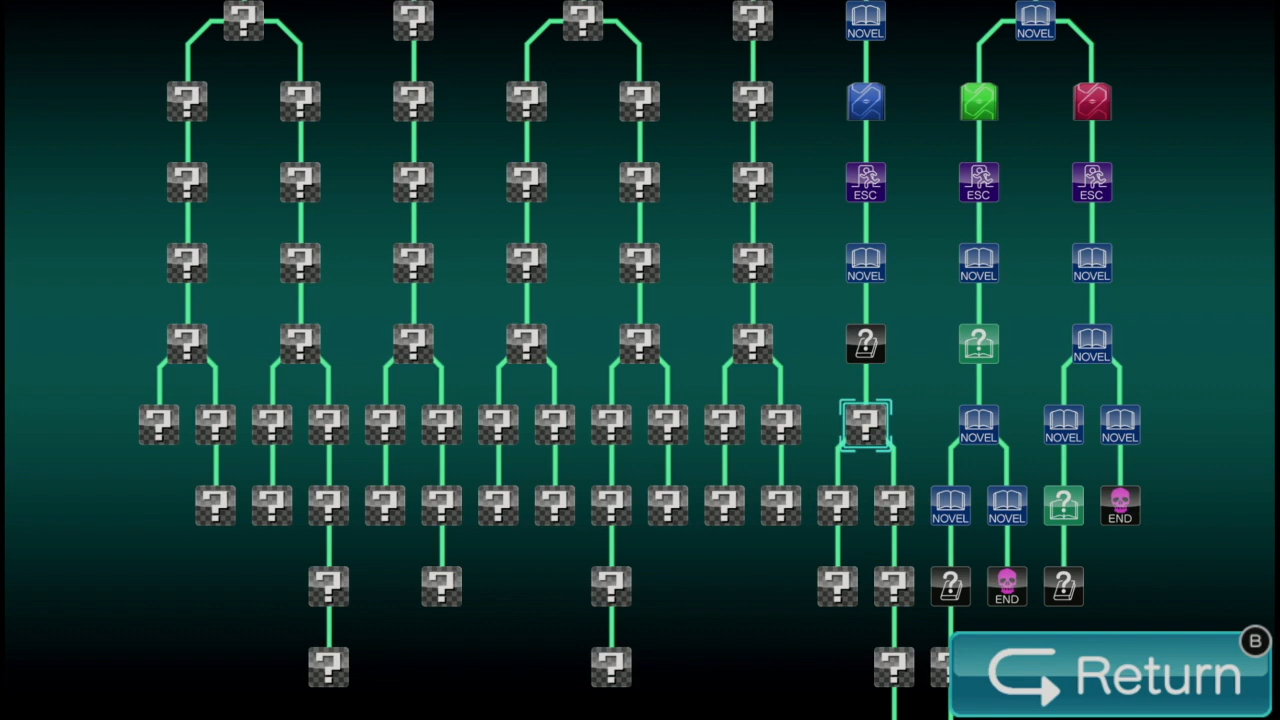 ? ? ? ? NOVEL NOVEL
? ? ? ? ? ?
? ? ? ? ? ? ESC ESC ESC
? ? ? ? ? ? NOVEL NOVEL NOVEL
? ? ? ? ? ? ? ? NOVEL
? ? ? ? ? ? ? ? ? ? ? ? ? NOVEL NOVEL NOVEL
? ? ? ? ? ? ? ? ? ? ? ? ? NOVEL NOVEL ? END
? ? ? ? ? ? END ?
? ? ? ?
B
Return